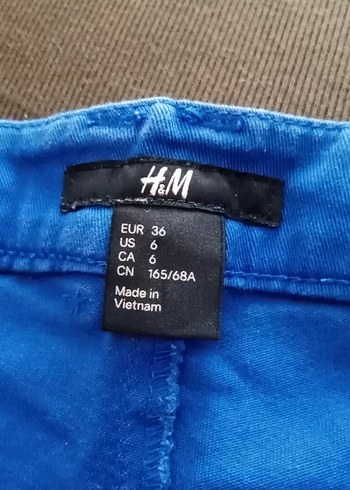 H&M
EUR 36
US 6
CA 6
CN 165/68A
Made in
Vietnam